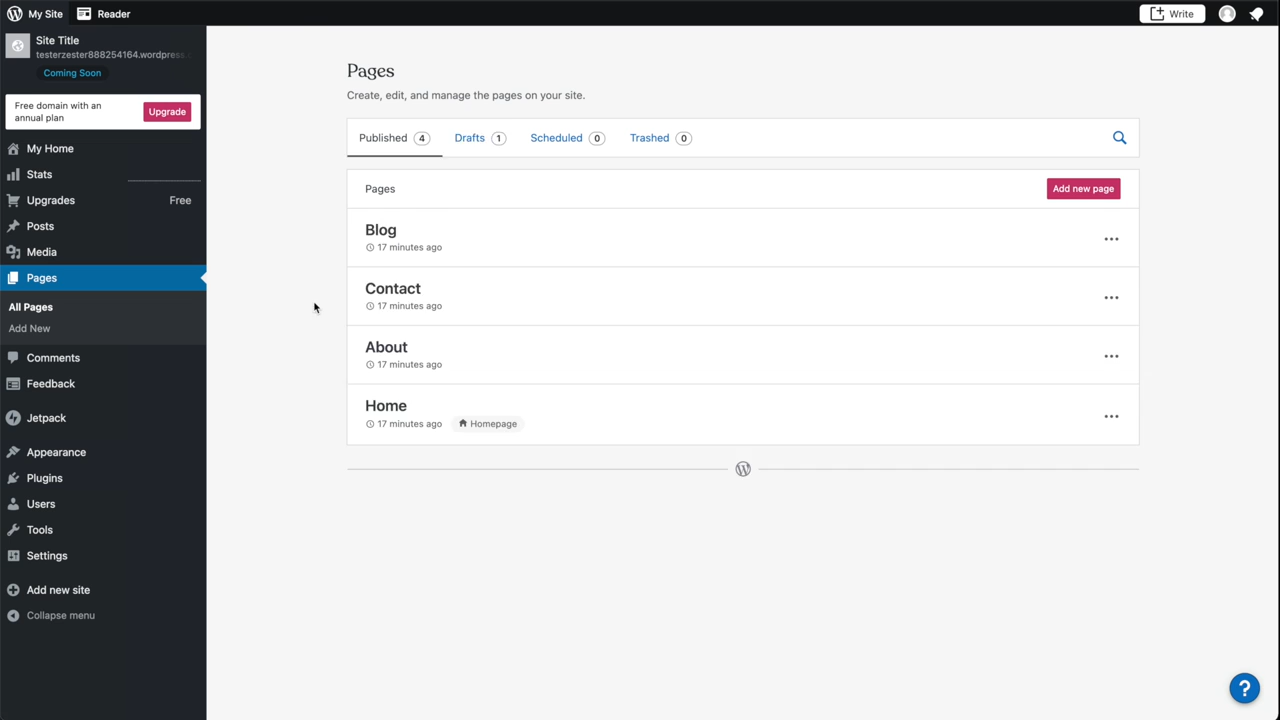 My Site
Reader
Write
Site Title
testerzester888254164.wordpress
Coming Soon
Free domain with an
annual plan
Upgrade
My Home
Stats
Upgrades
Free
Posts
Media
Pages
All Pages
Add New
Comments
Feedback
Jetpack
Appearance
Plugins
Users
Tools
Settings
Add new site
Collapse menu
Pages
Create, edit, and manage the pages on your site.
Published 4
Drafts 1
Scheduled 0
Trashed 0
Pages
Add new page
Blog
17 minutes ago
Contact
17 minutes ago
About
17 minutes ago
Home
17 minutes ago
Homepage
?